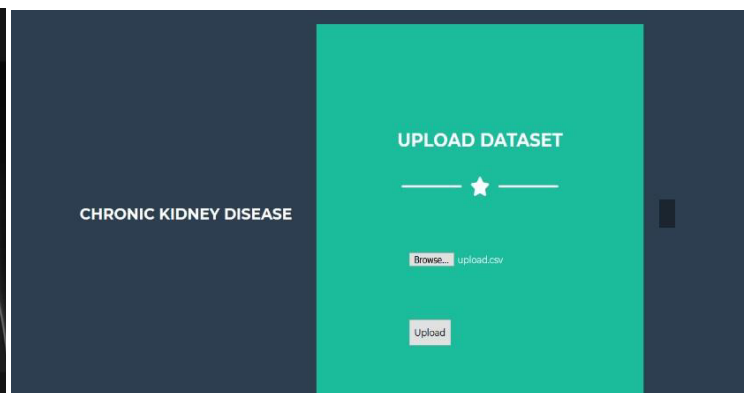 UPLOAD DATASET
CHRONIC KIDNEY DISEASE
Browse... upload.csv
Upload